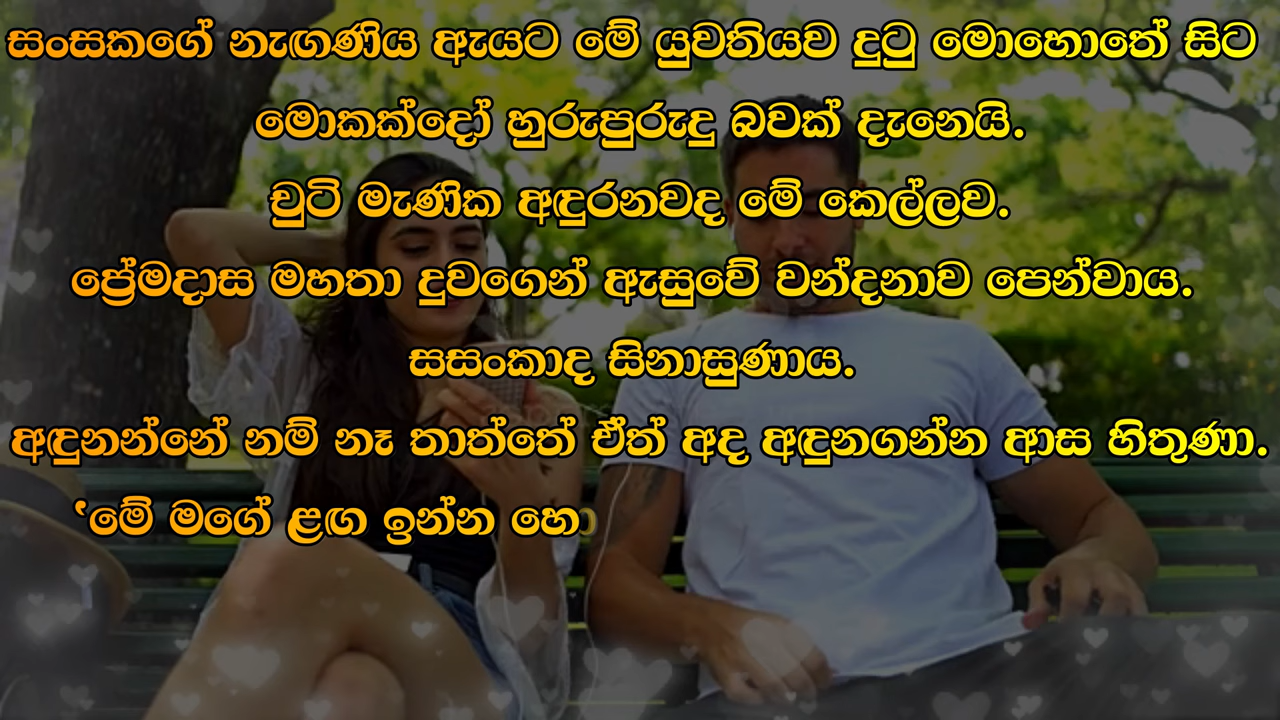 සංසකගේ නැඟණිය ඇයට මේ යුවතියව දුටු මොහොතේ සිට
මොකක්දෝ හුරුපුරුදු බවක් දැනෙයි.
චුටි මැණික අඳුරනවද මේ කෙල්ලව.
ප්‍රේමදාස මහතා දුවගෙන් ඇසුවේ වන්දනාව පෙන්වාය.
සසංකාද සිනාසුණාය.
අඳුනන්නේ නම් නෑ තාත්තේ ඒත් අද අඳුනගන්න ආස හිතුණා.
‛මේ මගේ ළඟ ඉන්න හො